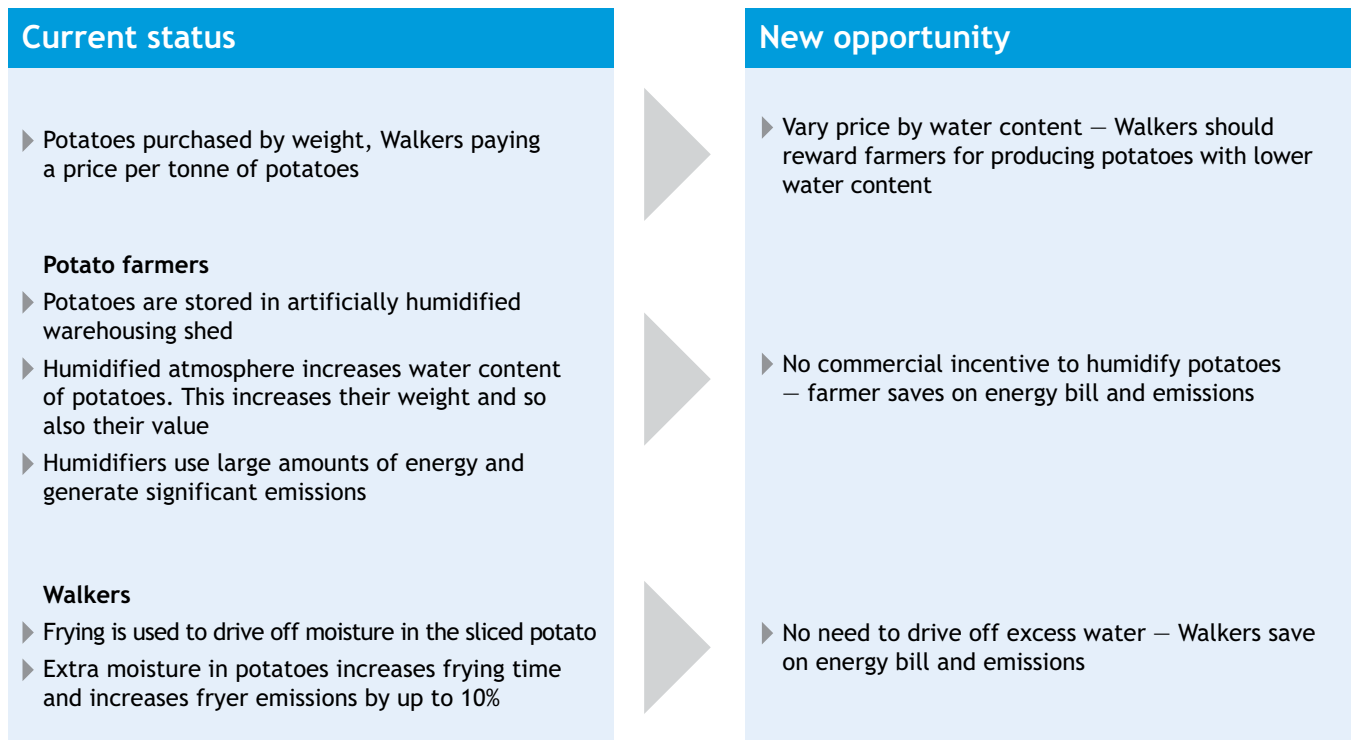 Current status
Potatoes purchased by weight, Walkers paying
a price per tonne of potatoes
Potato farmers
Potatoes are stored in artificially humidified
warehousing shed
Humidified atmosphere increases water content
of potatoes. This increases their weight and so
also their value
Humidifiers use large amounts of energy and
generate significant emissions
Walkers
Frying is used to drive off moisture in the sliced potato
Extra moisture in potatoes increases frying time
and increases fryer emissions by up to 10%
New opportunity
Vary price by water content — Walkers should
reward farmers for producing potatoes with lower
water content
No commercial incentive to humidify potatoes
— farmer saves on energy bill and emissions
No need to drive off excess water — Walkers save
on energy bill and emissions